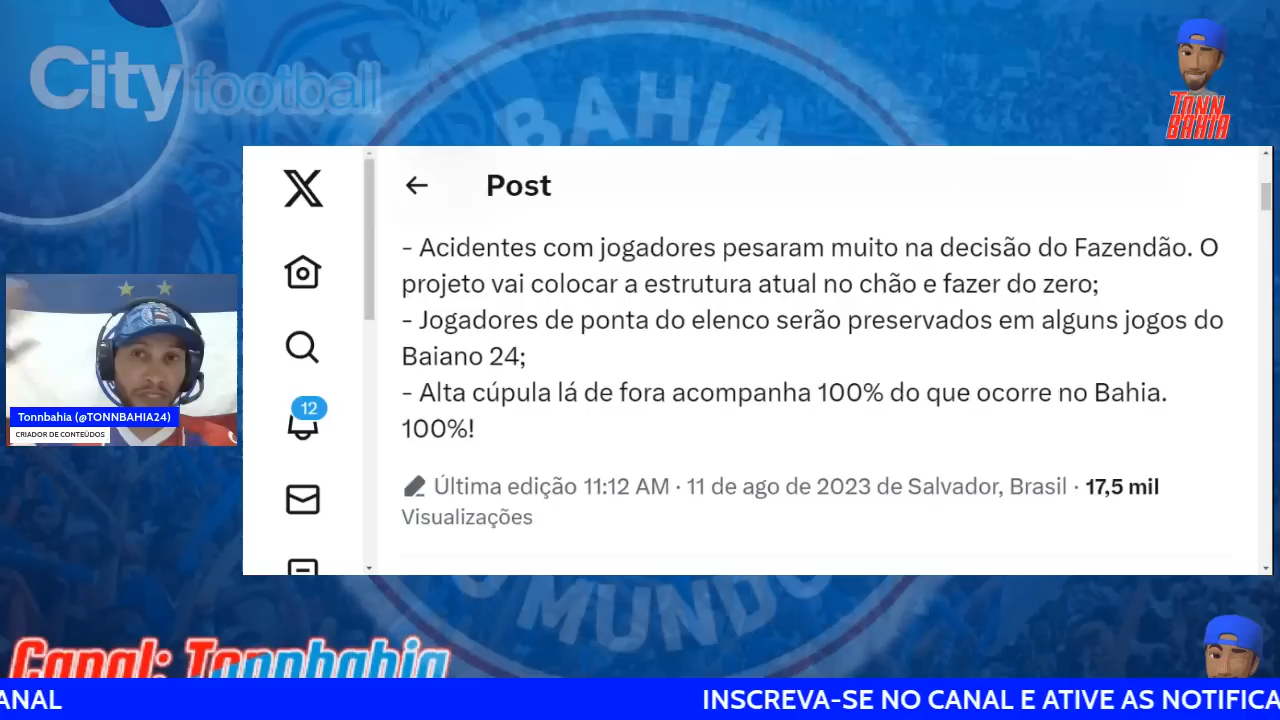 City football
TONN
BAHIA
BAHIA
Post
- Acidentes com jogadores pesaram muito na decisão do Fazendão. O
projeto vai colocar a estrutura atual no chão e fazer do zero;
- Jogadores de ponta do elenco serão preservados em alguns jogos do
Baiano 24;
- Alta cúpula lá de fora acompanha 100% do que ocorre no Bahia.
100%!
12
Última edição 11:12 AM · 11 de ago de 2023 de Salvador, Brasil · 17,5 mil
Visualizações
Tonnbahia (@TONNBAHIA24)
CRIADOR DE CONTEÚDOS
O MUNDO
Canal: Tonnbahia
ANAL
INSCREVA-SE NO CANAL E ATIVE AS NOTIFICA